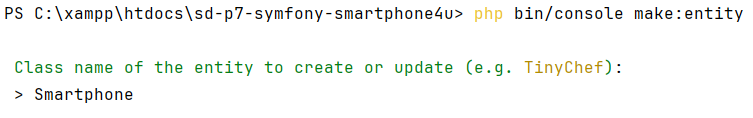 PS C:\xampp\htdocs\sd-p7-symfony-smartphone4u> php bin/console make:entity
Class name of the entity to create or update (e.g. TinyChef):
> Smartphone